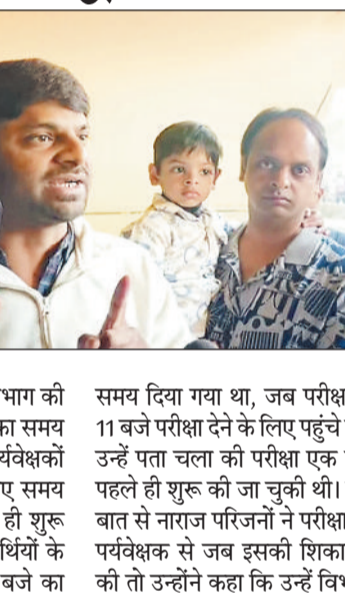 भाग की
का समय
र्यवेक्षकों
ए समय
ही शुरू
र्थियों के
बजे का
समय दिया गया था, जब परीक्ष
11 बजे परीक्षा देने के लिए पहुंचे
उन्हें पता चला की परीक्षा एक
पहले ही शुरू की जा चुकी थी।
बात से नाराज परिजनों ने परीक्षा
पर्यवेक्षक से जब इसकी शिका
की तो उन्होंने कहा कि उन्हें विभ